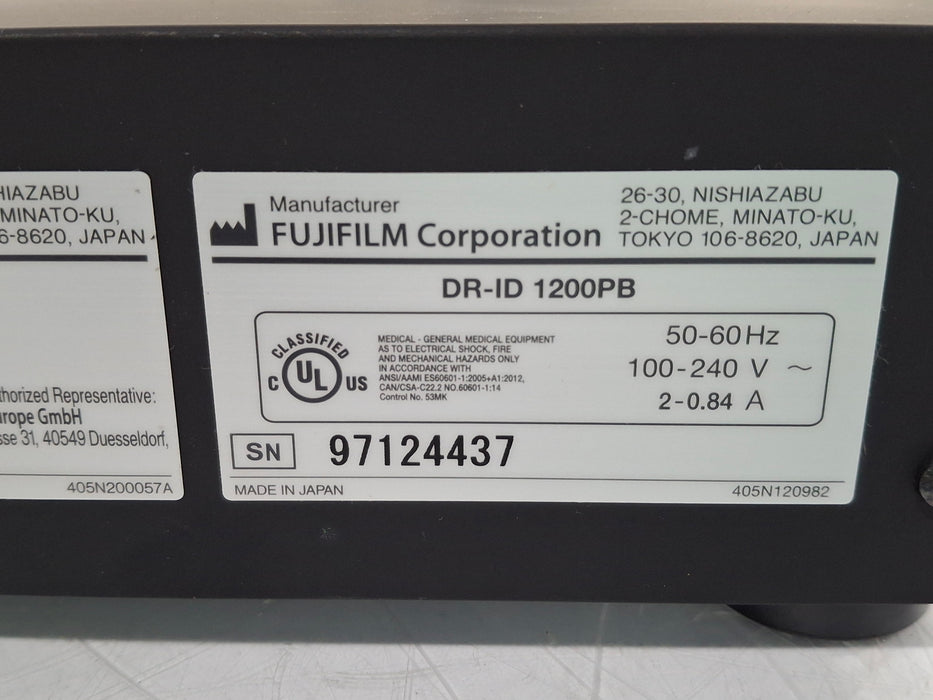 HIAZABU
MINATO-KU,
6-8620, JAPAN
thorized Representative:
urope GmbH
sse 31, 40549 Duesseldorf,
405N200057A
Manufacturer
FUJIFILM Corporation
26-30, NISHIAZABU
2-CHOME, MINATO-KU,
TOKYO 106-8620, JAPAN
DR-ID 1200PB
CLASSIFIED
C UL US
MEDICAL - GENERAL MEDICAL EQUIPMENT
AS TO ELECTRICAL SHOCK, FIRE
AND MECHANICAL HAZARDS ONLY
IN ACCORDANCE WITH
ANSI/AAMI ES60601-1:2005+A1:2012,
CAN/CSA-C22.2 NO.60601-1:14
Control No. 53MK
50-60Hz
100-240 V ~
2-0.84 A
SN 97124437
MADE IN JAPAN
405N120982